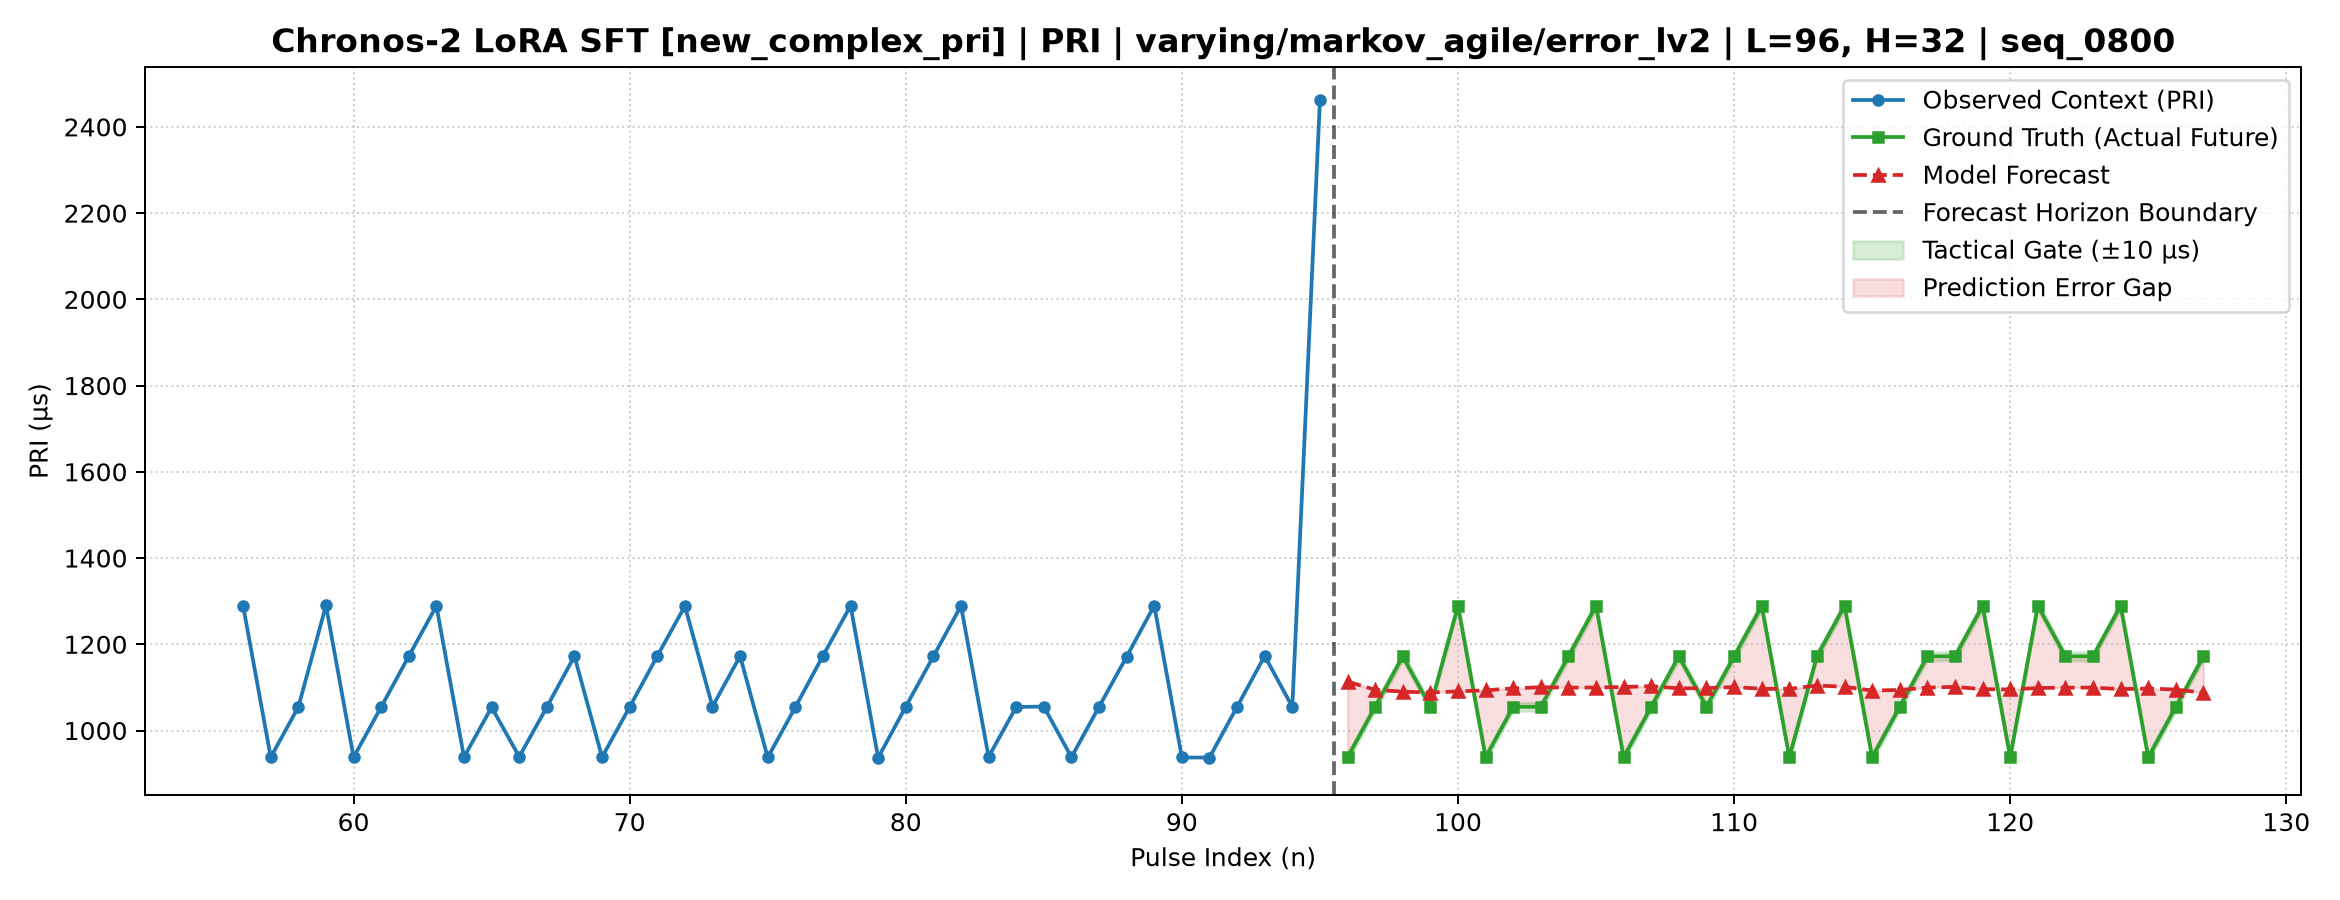 Chronos-2 LoRA SFT [new_complex_pri] | PRI | varying/markov_agile/error_lv2 | L=96, H=32 | seq_0800
Observed Context (PRI)
Ground Truth (Actual Future)
Model Forecast
Forecast Horizon Boundary
Tactical Gate (±10 µs)
Prediction Error Gap
PRI (µs)
2400
2200
2000
1800
1600
1400
1200
1000
60 70 80 90 100 110 120 130
Pulse Index (n)